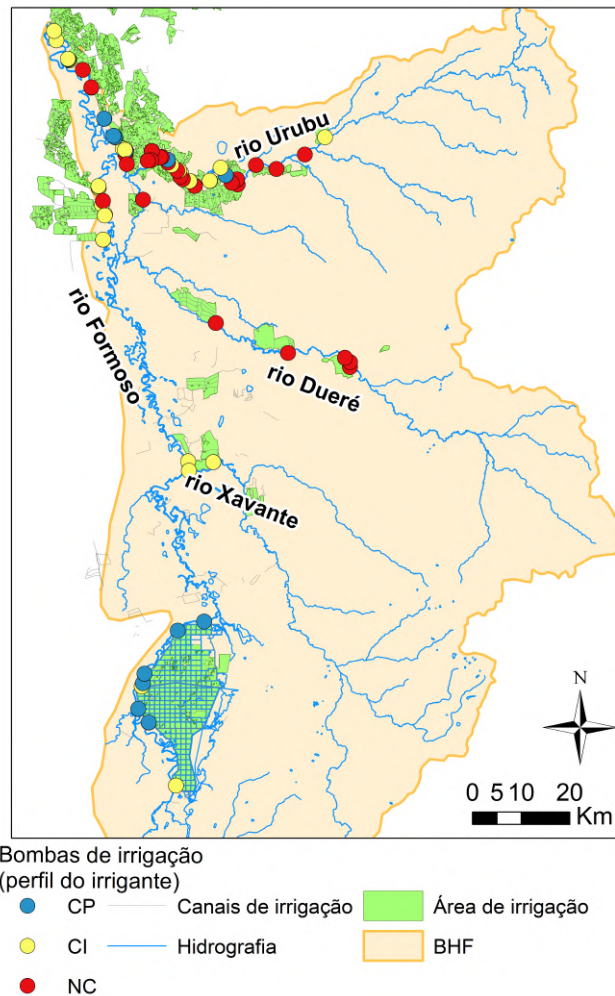 rio Urubu
rio Formoso
rio Dueré
rio Xavante
N
0 5 10 20
Km
Bombas de irrigação
(perfil do irrigante)
CP
Canais de irrigação
Área de irrigação
CI
Hidrografia
BHF
NC